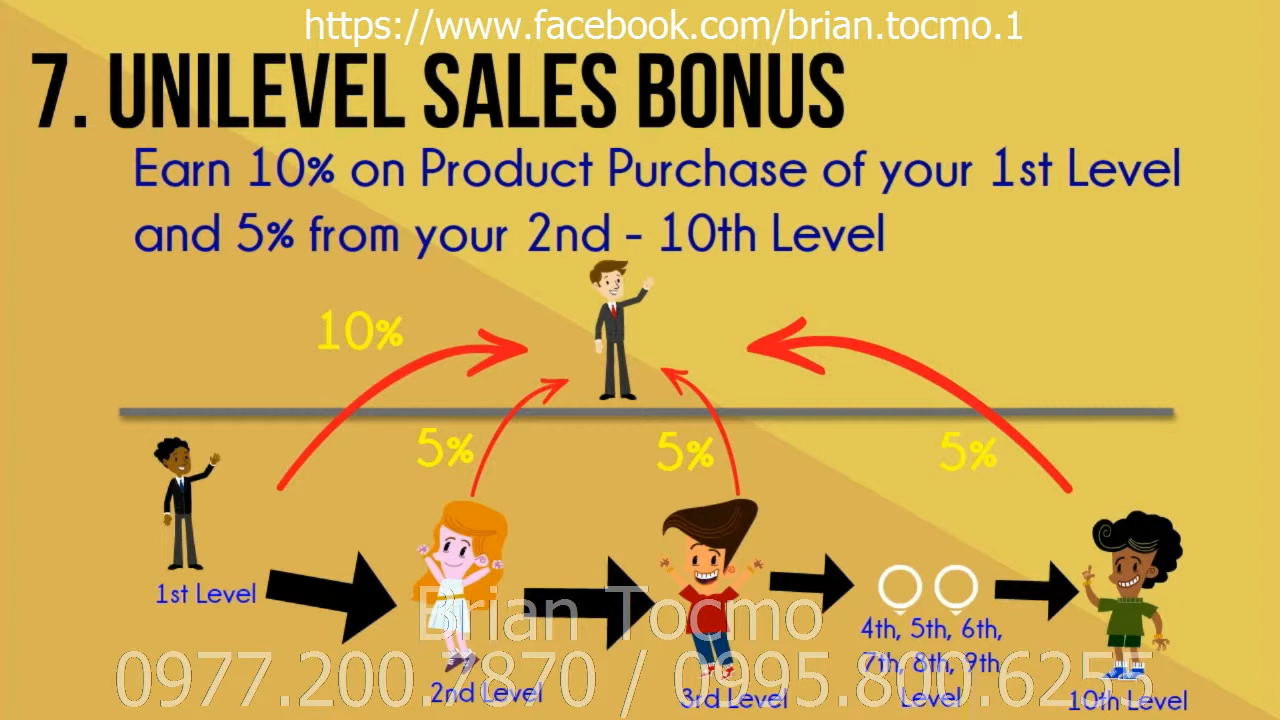 https://www.facebook.com/brian.tocmo.1
7. UNILEVEL SALES BONUS
Earn 10% on Product Purchase of your 1st Level
and 5% from your 2nd - 10th Level
10%
5%
5%
5%
1st Level
Brian Tocmo
4th, 5th, 6th,
7th, 8th, 9th
Level
0977.200.7870 / 0995.800.6255
2nd Level
3rd Level
10th Level